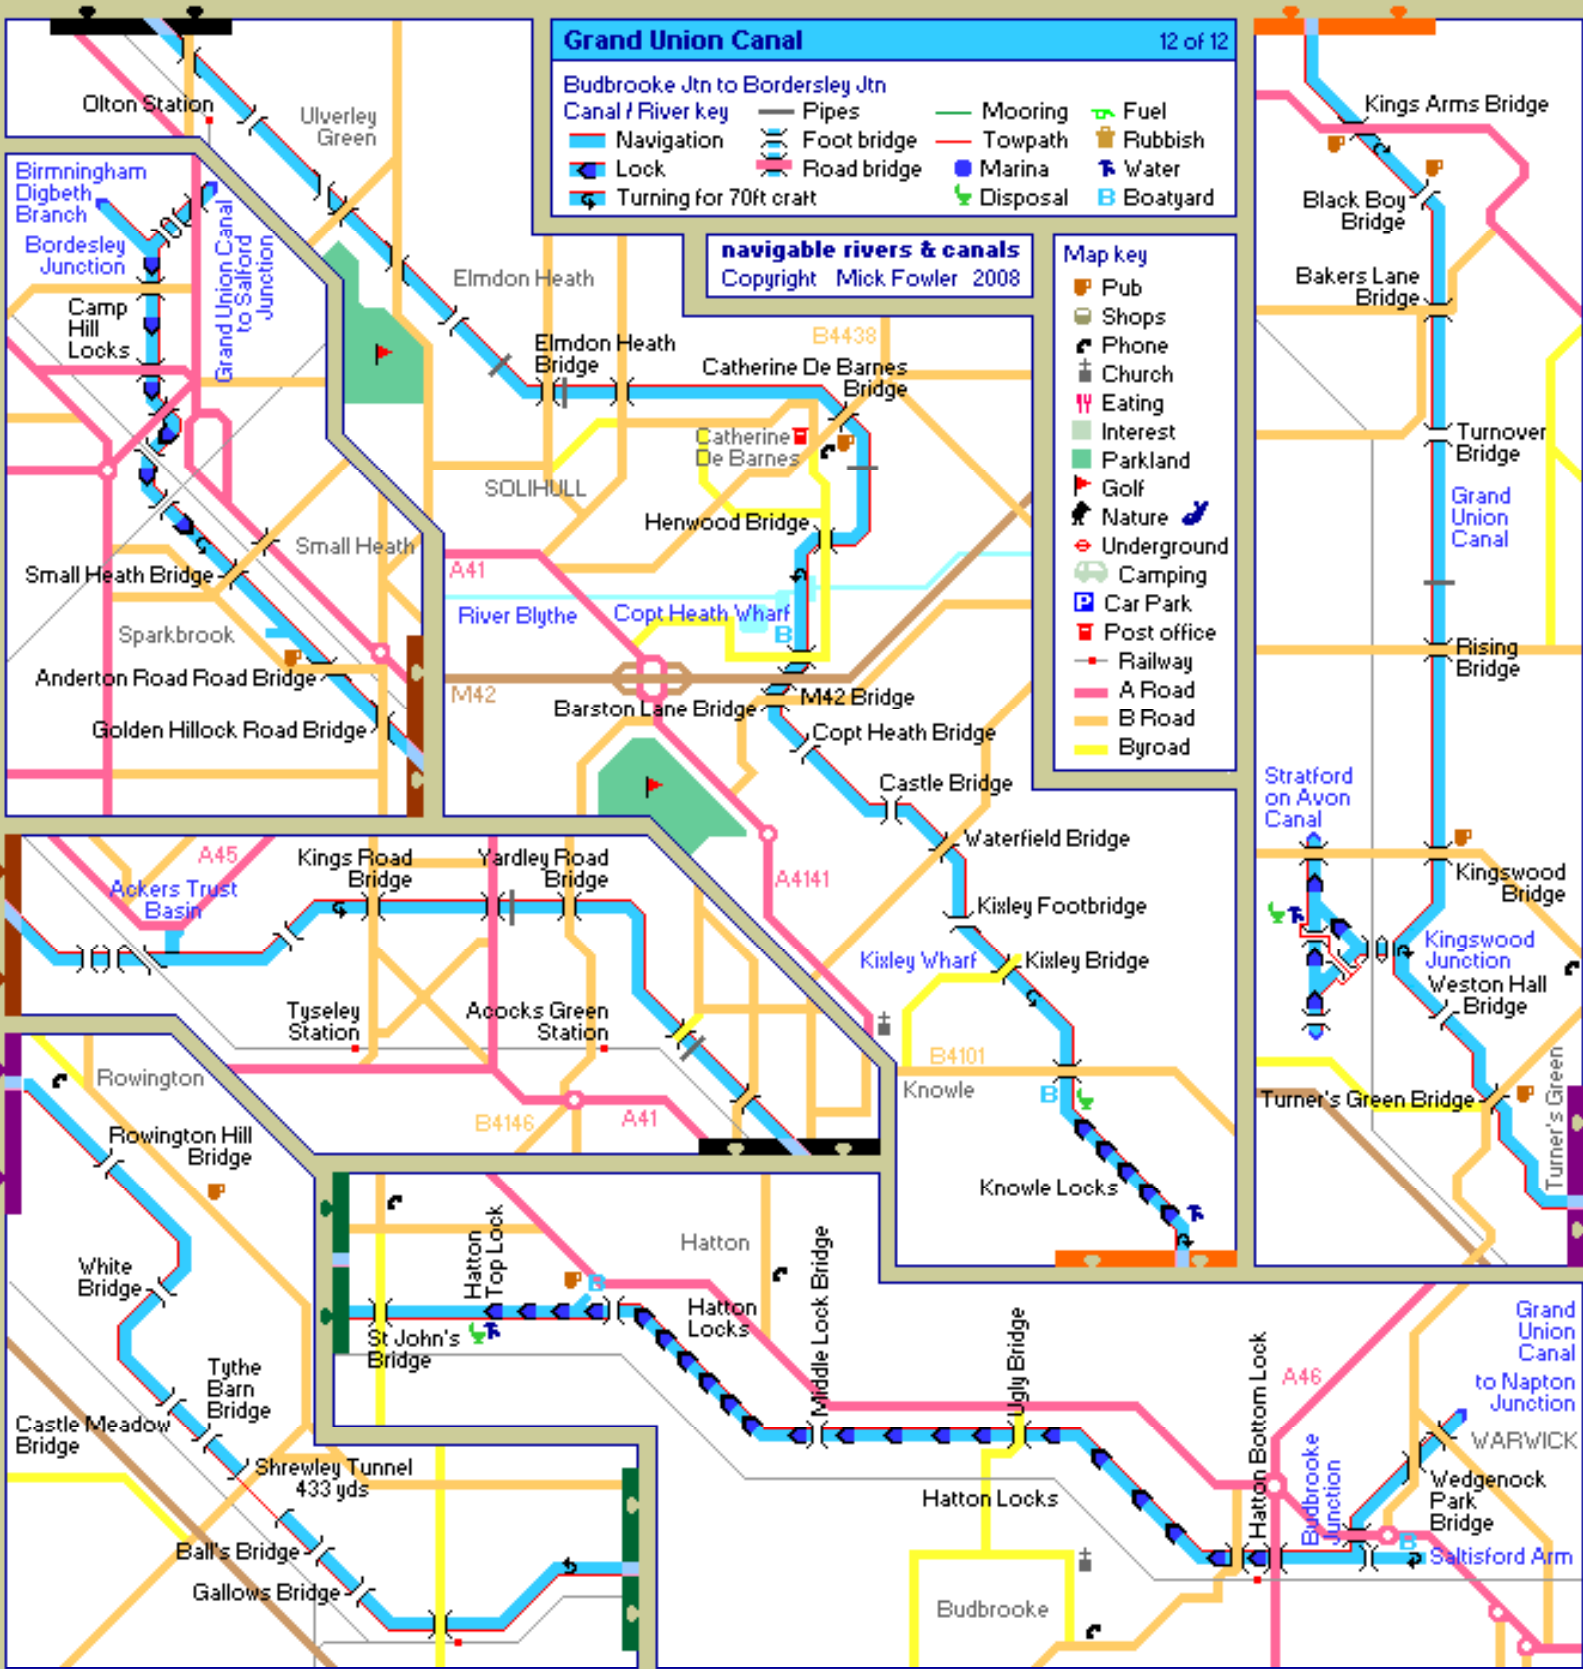 Grand Union Canal
12 of 12
Budbrooke Jtn to Bordersley Jtn
Canal / River key
Navigation
Lock
Turning for 70ft craft
Pipes
Foot bridge
Road bridge
Mooring
Towpath
Marina
Disposal
Fuel
Rubbish
Water
Boatyard
B
navigable rivers & canals
Copyright Mick Fowler 2008
Map key
Pub
Shops
Phone
Church
Eating
Interest
Parkland
Golf
Nature
Underground
Camping
P
Car Park
Post office
Railway
A Road
B Road
Byroad
Olton Station
Ulverley
Green
Elmdon Heath
Elmdon Heath
Bridge
B4438
Catherine De Barnes
Bridge
Catherine
De Barnes
SOLIHULL
Henwood Bridge
A41
River Blythe
Copt Heath Wharf
B
M42
M42 Bridge
Barston Lane Bridge
Copt Heath Bridge
Castle Bridge
Waterfield Bridge
A4141
Kixley Footbridge
Kixley Wharf
Kixley Bridge
B4101
Knowle
B
Knowle Locks
Birmningham
Digbeth
Branch
Bordesley
Junction
Grand Union Canal
to Salford
Junction
Camp
Hill
Locks
Small Heath
Small Heath Bridge
Sparkbrook
Anderton Road Road Bridge
Golden Hillock Road Bridge
A45
Ackers Trust
Basin
Kings Road
Bridge
Yardley Road
Bridge
Tyseley
Station
Acocks Green
Station
B4146
A41
Kings Arms Bridge
Black Boy
Bridge
Bakers Lane
Bridge
Turnover
Bridge
Grand
Union
Canal
Rising
Bridge
Stratford
on Avon
Canal
Kingswood
Bridge
Kingswood
Junction
Weston Hall
Bridge
Turner's Green Bridge
Turner's Green
Rowington
Rowington Hill
Bridge
White
Bridge
Tythe
Barn
Bridge
Castle Meadow
Bridge
Shrewley Tunnel
433 yds
Ball's Bridge
Gallows Bridge
St John's
Bridge
Hatton
Top Lock
B
Hatton
Hatton
Locks
Middle Lock Bridge
Ugly Bridge
Hatton Locks
Hatton Bottom Lock
A46
Budbrooke
Junction
Budbrooke
Grand
Union
Canal
to Napton
Junction
WARWICK
Wedgenock
Park
Bridge
B
Saltisford Arm